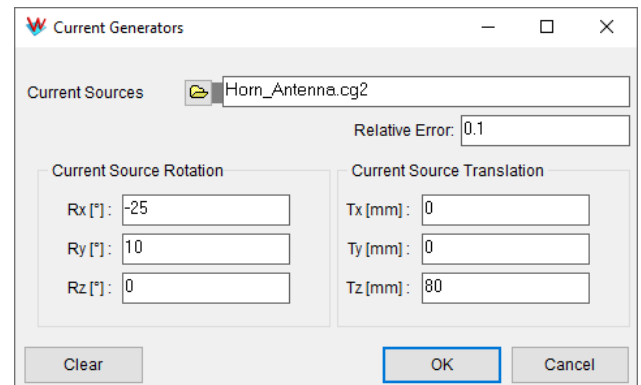 Current Generators
Current Sources Horn_Antenna.cg2
Relative Error: 0.1
Current Source Rotation
Rx [°] : -25
Ry [°] : 10
Rz [°] : 0
Current Source Translation
Tx [mm] : 0
Ty [mm] : 0
Tz [mm] : 80
Clear
OK
Cancel